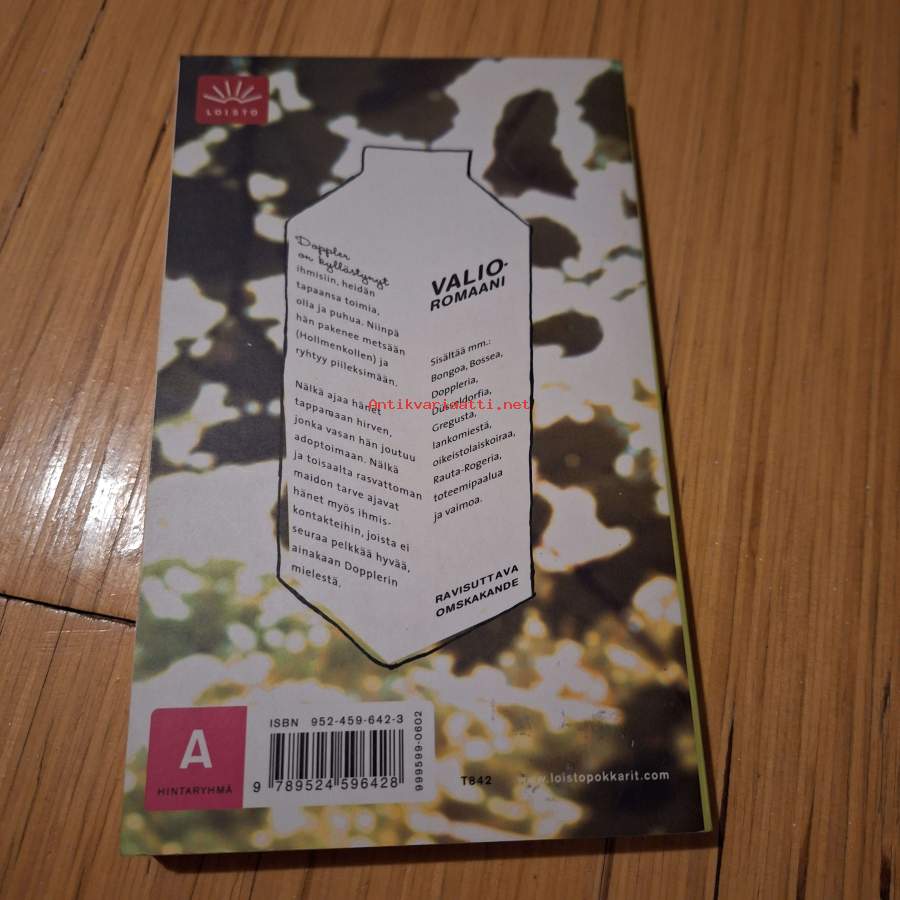 LOISTO
Doppler
on kyllästynyt
ihmisiin, heidän
tapaansa toimia,
olla ja puhua. Niinpä
hän pakenee metsään
(Hollmenkollen) ja
ryhtyy piileksimään.
Nälkä ajaa hänet
tappamaan hirven,
jonka vasan hän joutuu
adoptoimaan. Nälkä
ja toisaalta rasvattoman
maidon tarve ajavat
hänet myös ihmis-
kontakteihin, joista ei
seuraa pelkkää hyvää,
ainakaan Dopplerin
mielestä.
VALIO-
ROMAANI
Sisältää mm.:
Bongoa, Bossea,
Doppleria,
Düsseldorfia,
Gregusta,
lankomiestä,
oikeistolaiskoiraa,
Rauta-Rogeria,
toteemipaalua
ja vaimoa.
RAVISUTTAVA
OMSKAKANDE
Antikvariaatti.net
A
HINTARYHMÄ
ISBN 952-459-642-3
9 789524 596428
999599-0602
T842
www.loistopokkarit.com